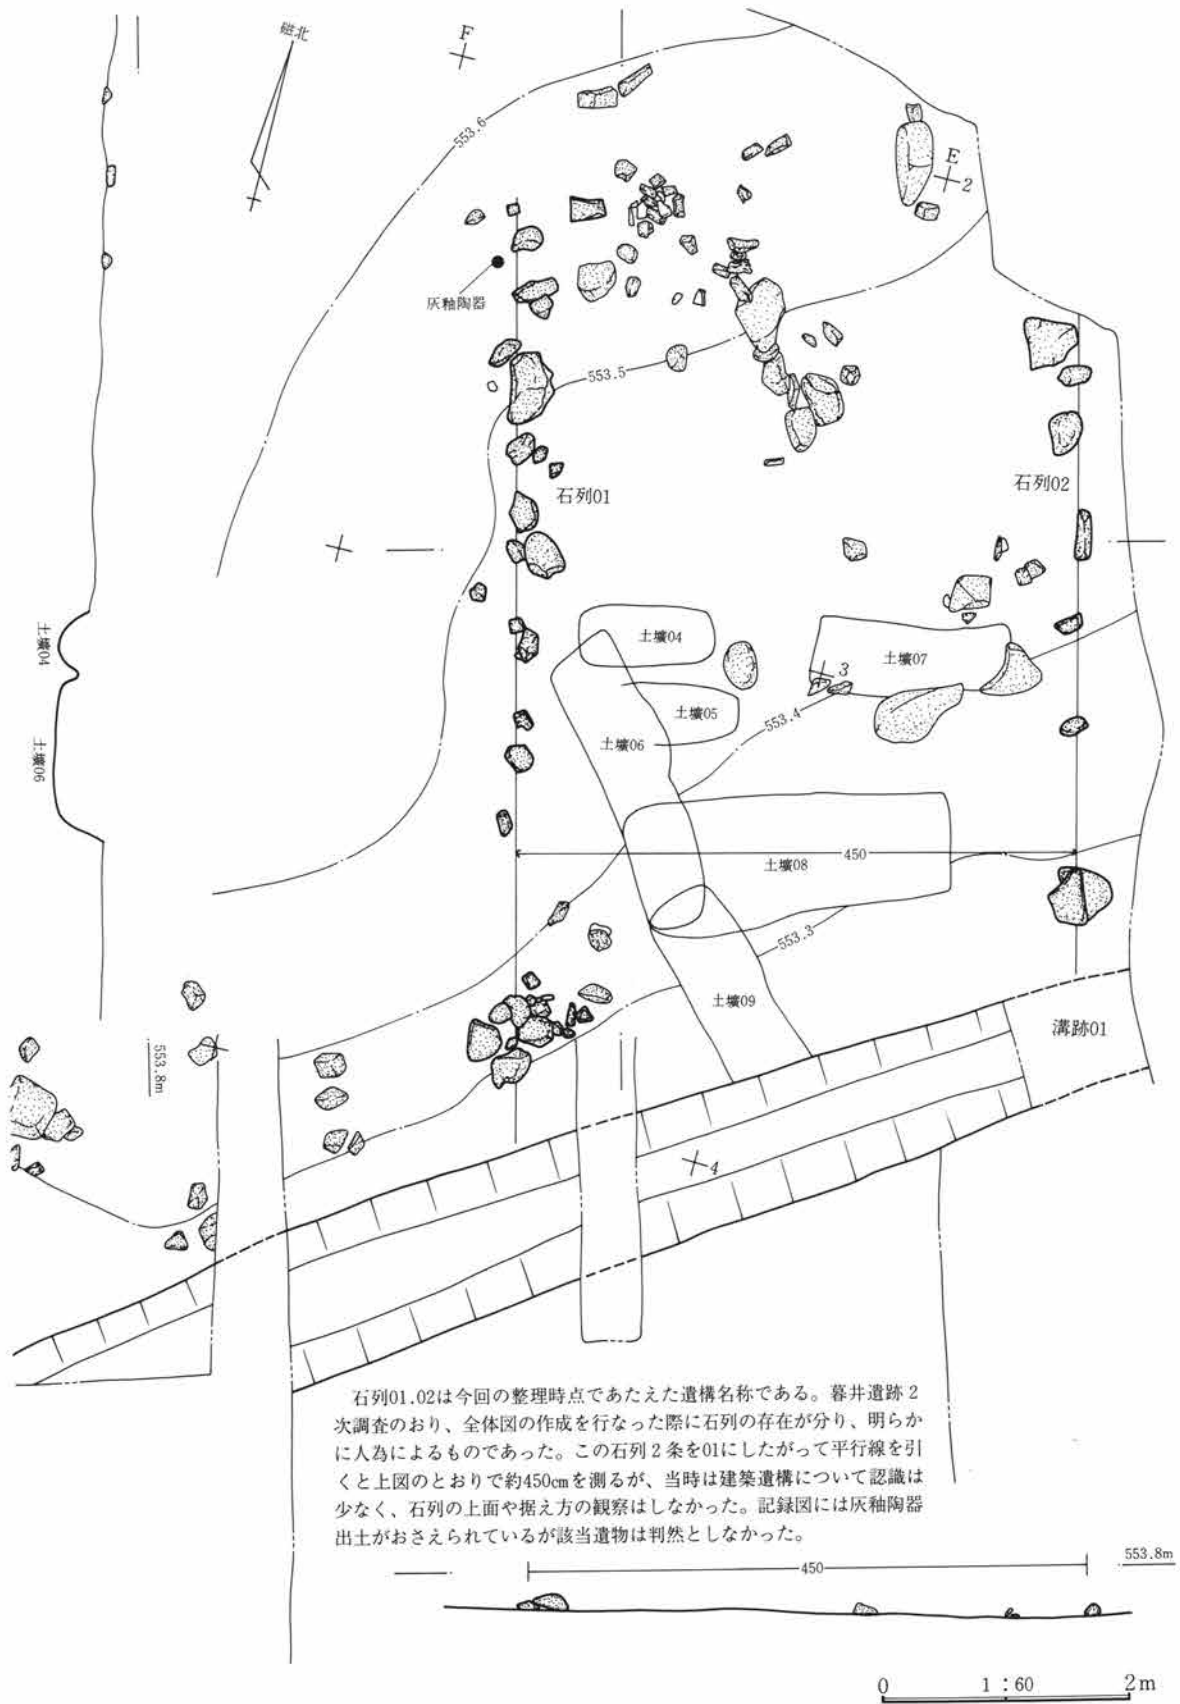 磁北
F
553.6
E
2
灰釉陶器
553.5
石列01
石列02
土壙04
土壙04
土壙07
3
土壙05
553.4
土壙06
土壙06
450
土壙08
553.3
土壙09
溝跡01
553.8m
4
石列01.02は今回の整理時点であたえた遺構名称である。暮井遺跡2
次調査のおり、全体図の作成を行なった際に石列の存在が分り、明らか
に人為によるものであった。この石列2条を01にしたがって平行線を引
くと上図のとおりで約450cmを測るが、当時は建築遺構について認識は
少なく、石列の上面や据え方の観察はしなかった。記録図には灰釉陶器
出土がおさえられているが該当遺物は判然としなかった。
450
553.8m
0 1:60 2m